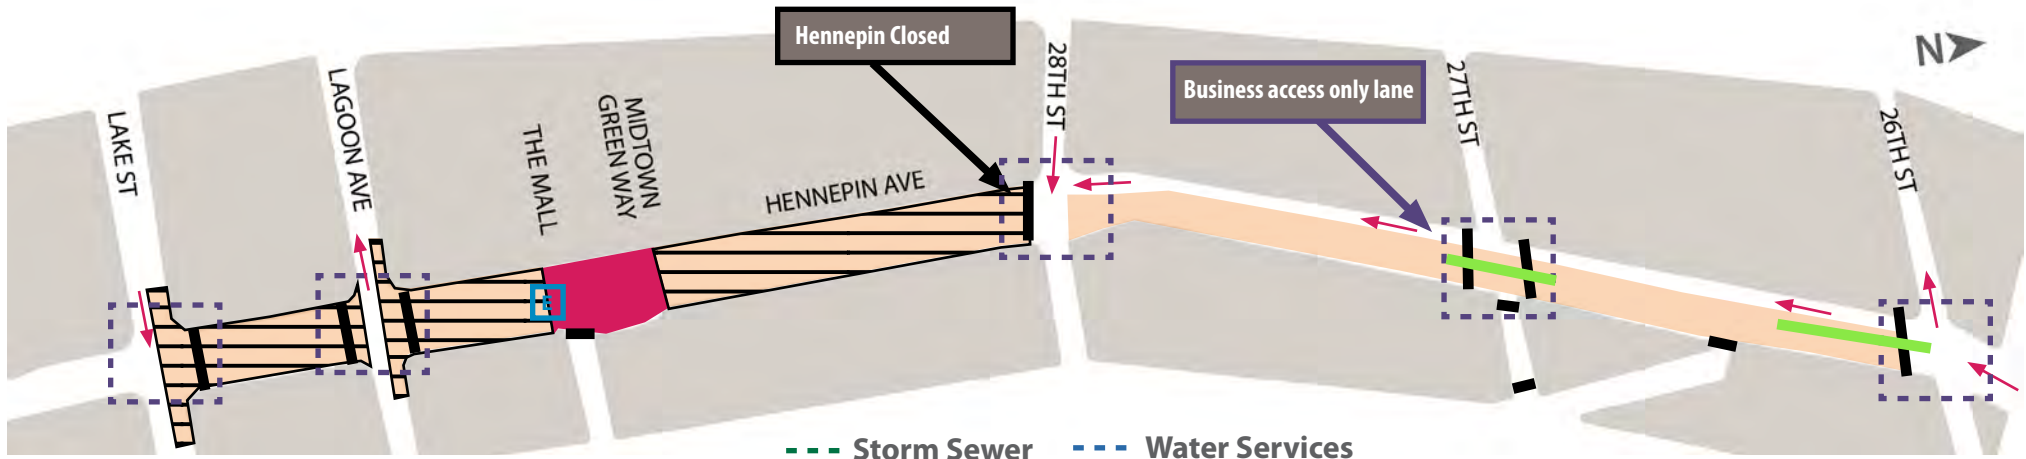 Hennepin Closed
Business access only lane
N
LAKE ST
LAGOON AVE
THE MALL
MIDTOWN
GREEN WAY
HENNEPIN AVE
28TH ST
27TH ST
26TH ST
Storm Sewer
Water Services